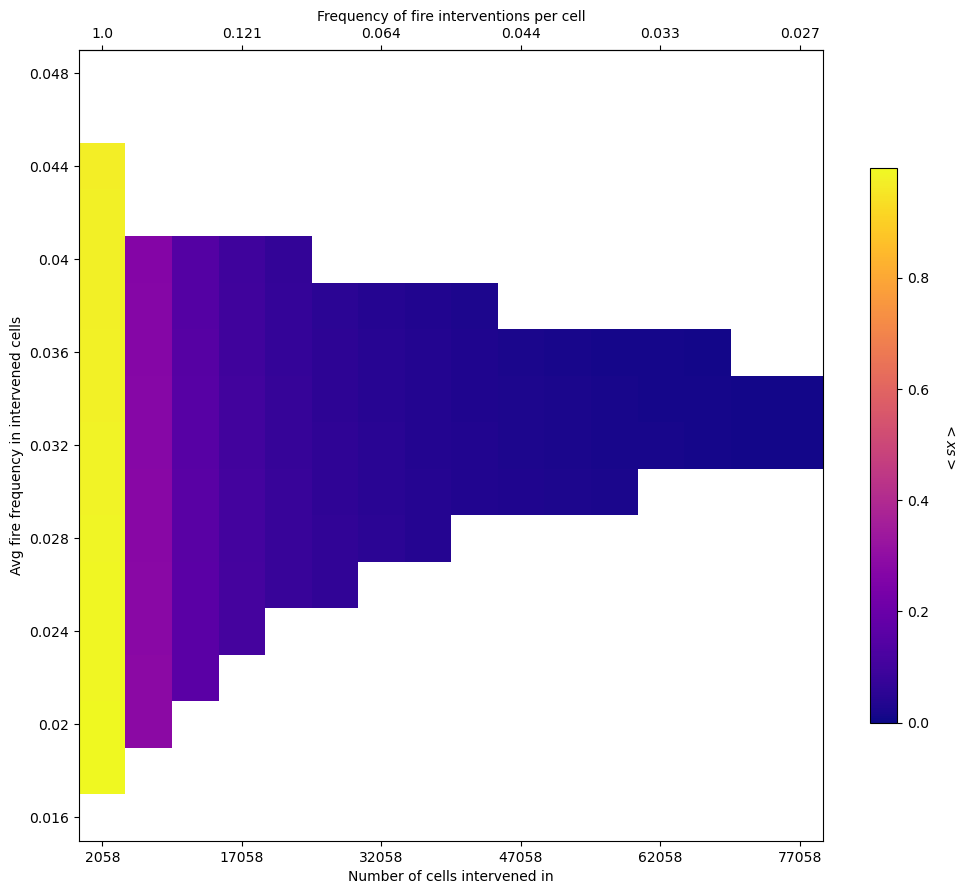 Frequency of fire interventions per cell
1.0 0.121 0.064 0.044 0.033 0.027
0.048
0.044
0.04
0.036
0.032
0.028
0.024
0.02
0.016
Avg fire frequency in intervened cells
2058 17058 32058 47058 62058 77058
Number of cells intervened in
0.8
0.6
0.4
0.2
0.0
< sx >